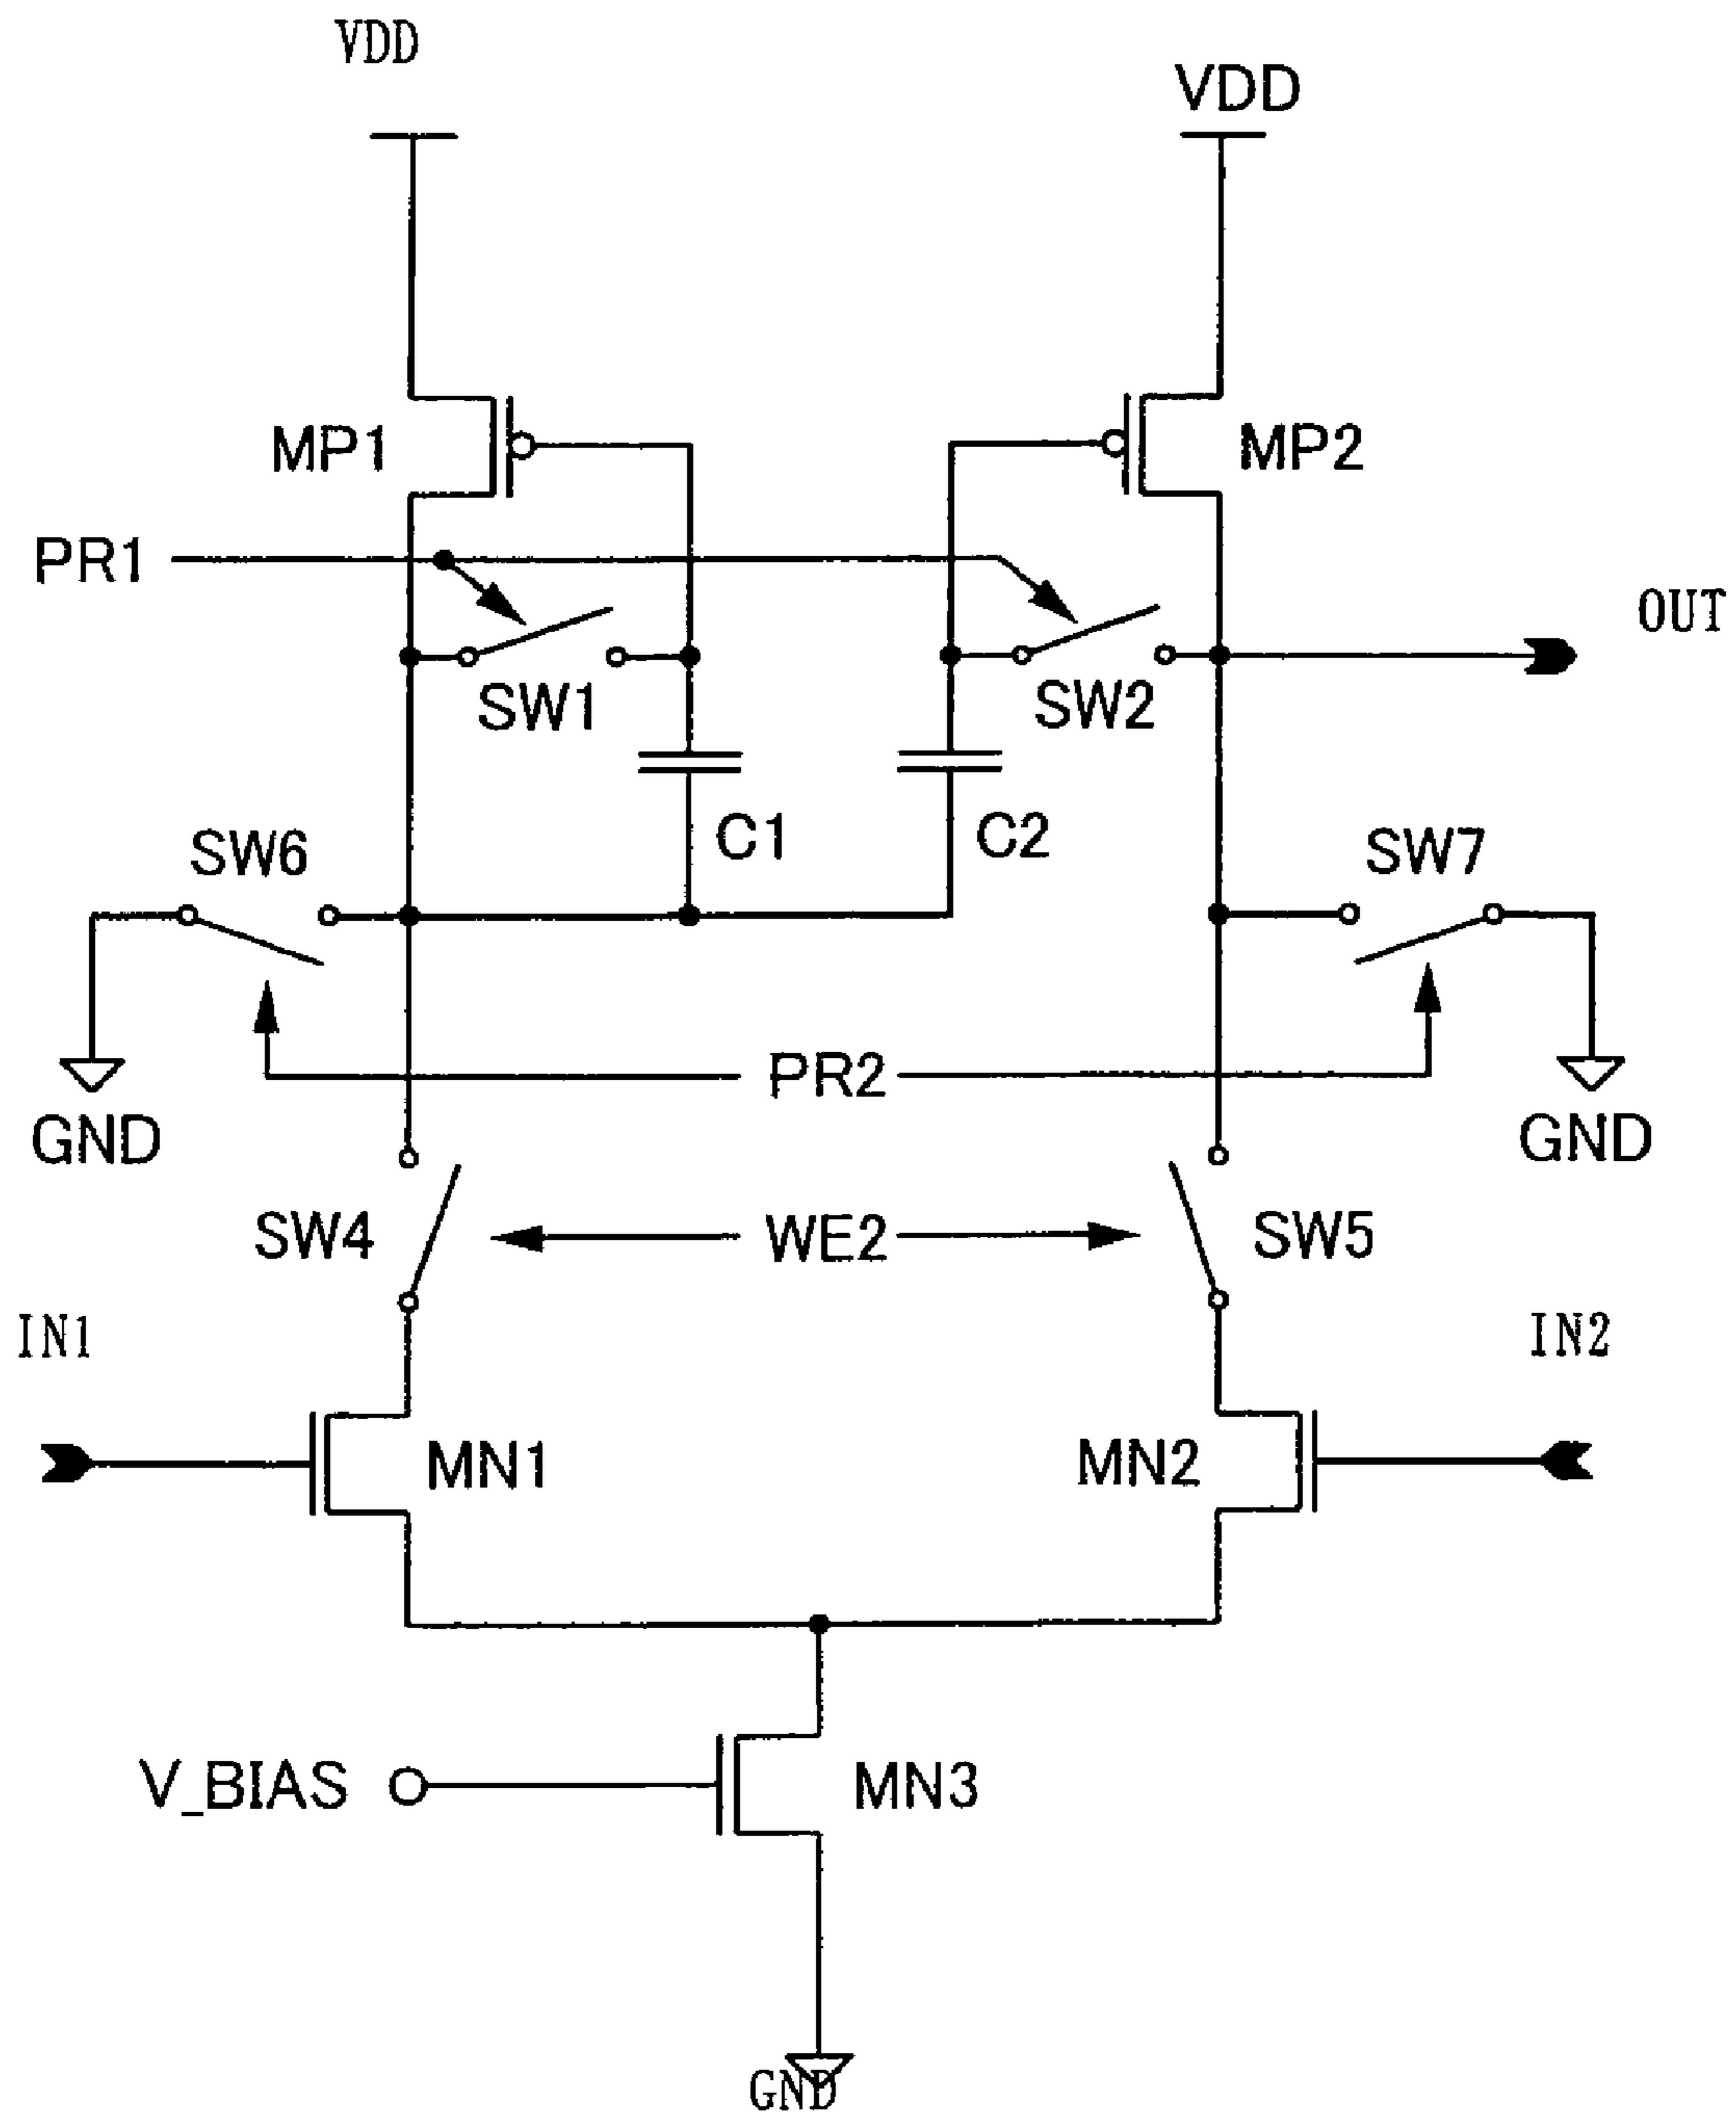 VDD
VDD
MP1
MP2
PR1
OUT
SW1
SW2
C1
C2
SW6
SW7
PR2
GND
GND
SW4
WE2
SW5
IN1
IN2
MN1
MN2
V_BIAS
MN3
GND